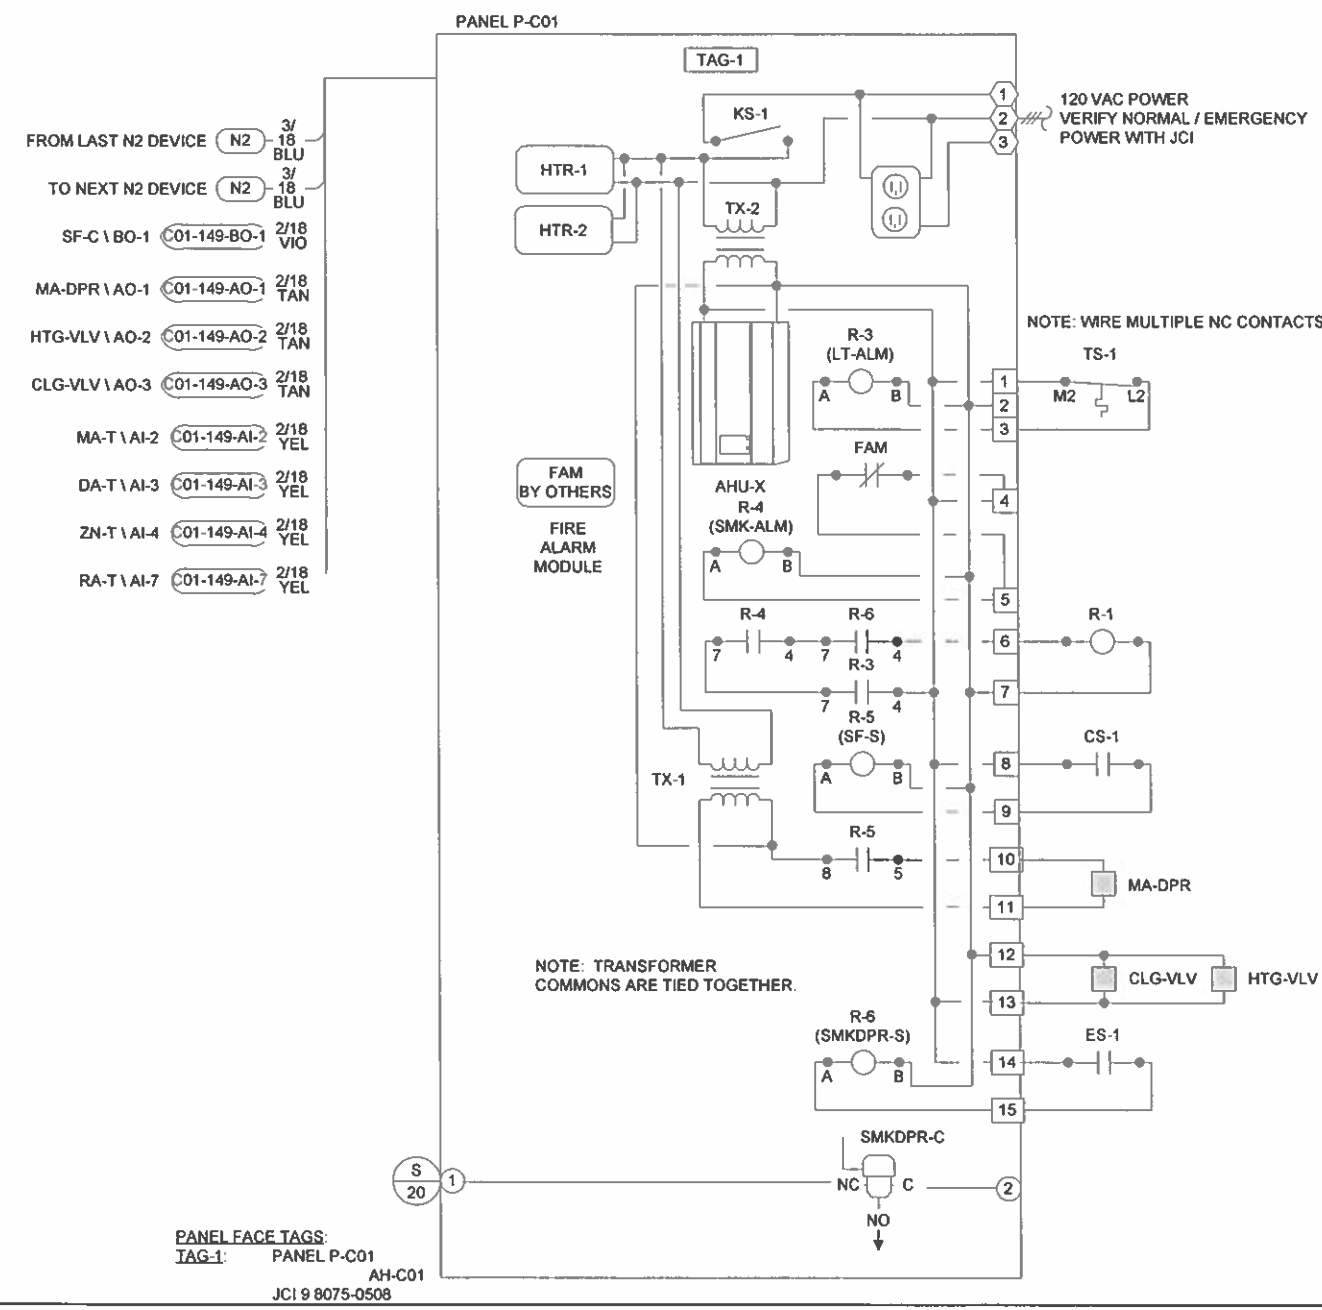 PANEL P-C01
TAG-1
KS-1
1
2
3
120 VAC POWER
VERIFY NORMAL / EMERGENCY
POWER WITH JCI
FROM LAST N2 DEVICE N2 3/
18
BLU
TO NEXT N2 DEVICE N2 3/
18
BLU
SF-C \ BO-1 C01-149-BO-1 2/18
VIO
MA-DPR \ AO-1 C01-149-AO-1 2/18
TAN
HTG-VLV \ AO-2 C01-149-AO-2 2/18
TAN
CLG-VLV \ AO-3 C01-149-AO-3 2/18
TAN
MA-T \ AI-2 C01-149-AI-2 2/18
YEL
DA-T \ AI-3 C01-149-AI-3 2/18
YEL
ZN-T \ AI-4 C01-149-AI-4 2/18
YEL
RA-T \ AI-7 C01-149-AI-7 2/18
YEL
HTR-1
HTR-2
TX-2
NOTE: WIRE MULTIPLE NC CONTACTS
R-3
(LT-ALM)
A B
1
2
3
TS-1
M2 L2
FAM
4
FAM
BY OTHERS
FIRE
ALARM
MODULE
AHU-X
R-4
(SMK-ALM)
A B
5
R-4 R-6
7 4 7 4
6
R-1
R-3
7 4
7
R-5
(SF-S)
A B
8
CS-1
9
TX-1
R-5
8 5
10
MA-DPR
11
NOTE: TRANSFORMER
COMMONS ARE TIED TOGETHER.
12
CLG-VLV HTG-VLV
13
R-6
(SMKDPR-S)
A B
14
ES-1
15
SMKDPR-C
S
20
1
NC C
2
NO
PANEL FACE TAGS:
TAG-1: PANEL P-C01
AH-C01
JCI 9 8075-0508